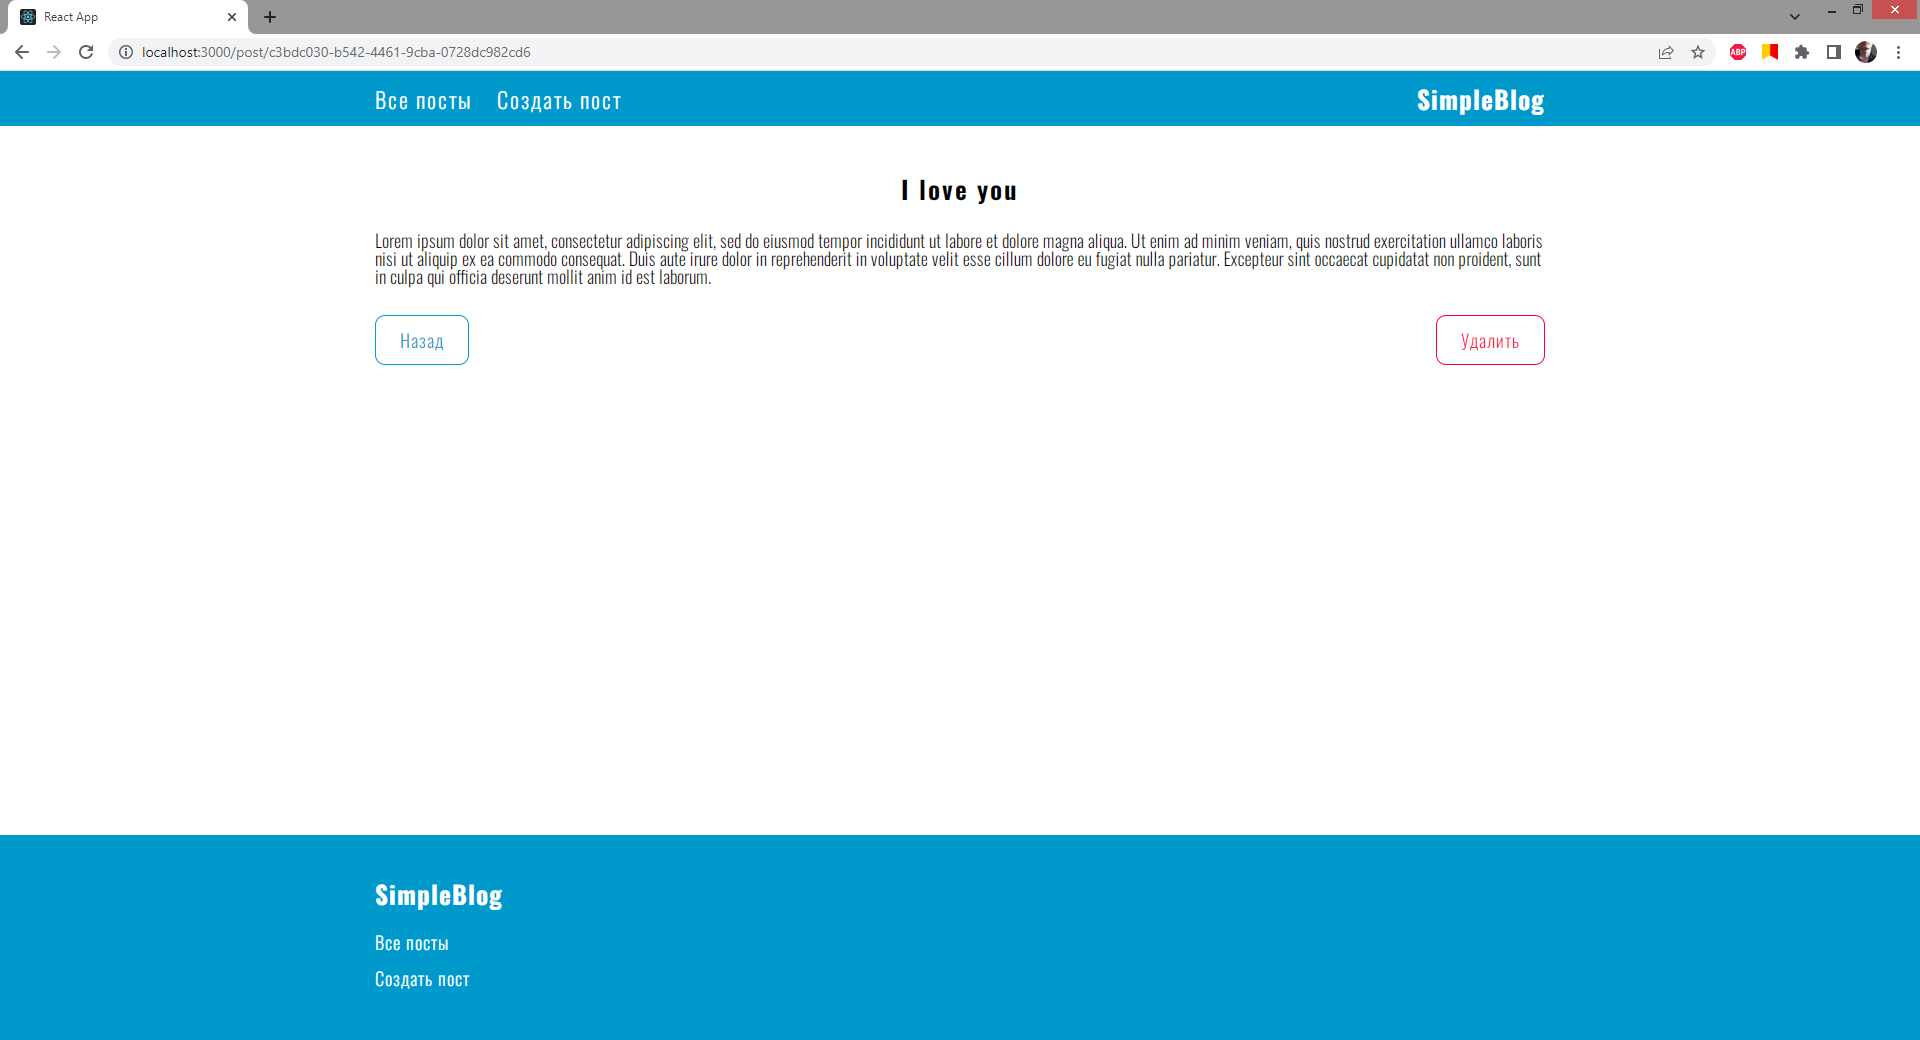 React App
localhost:3000/post/c3bdc030-b542-4461-9cba-0728dc982cd6
ABP
Все посты
Создать пост
SimpleBlog
I love you
Lorem ipsum dolor sit amet, consectetur adipiscing elit, sed do eiusmod tempor incididunt ut labore et dolore magna aliqua. Ut enim ad minim veniam, quis nostrud exercitation ullamco laboris
nisi ut aliquip ex ea commodo consequat. Duis aute irure dolor in reprehenderit in voluptate velit esse cillum dolore eu fugiat nulla pariatur. Excepteur sint occaecat cupidatat non proident, sunt
in culpa qui officia deserunt mollit anim id est laborum.
Назад
Удалить
SimpleBlog
Все посты
Создать пост